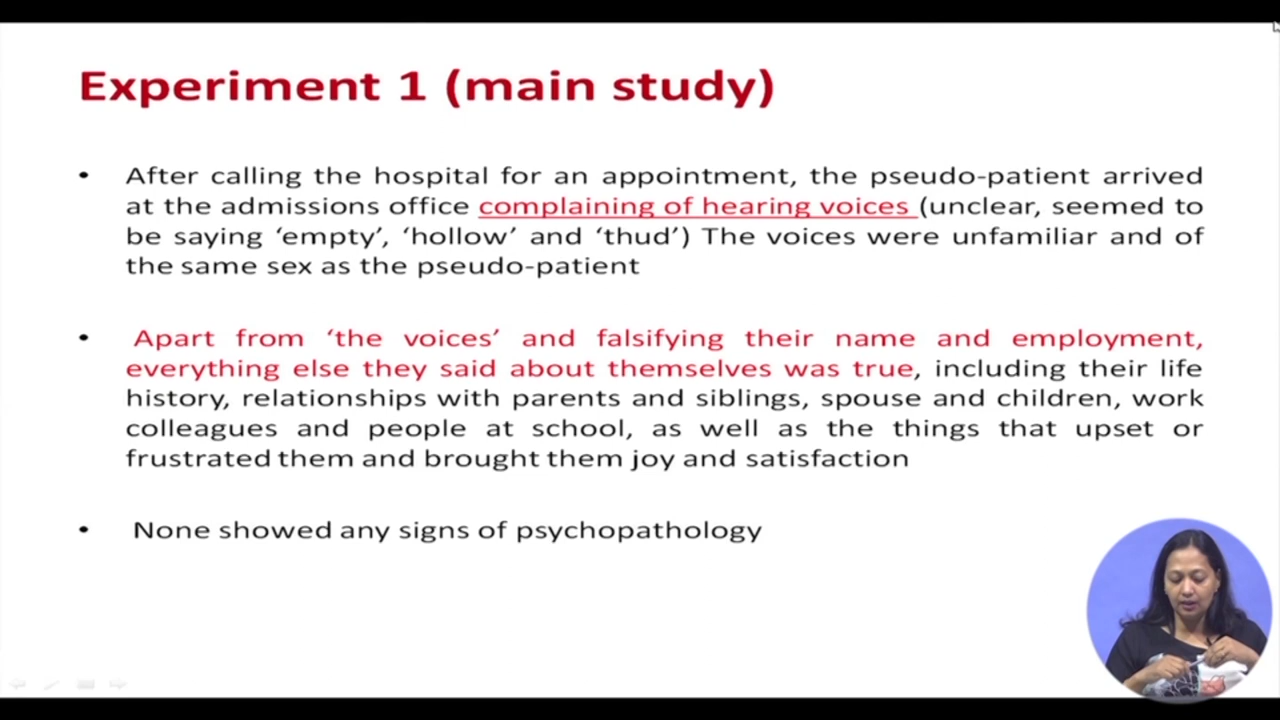 Experiment 1 (main study)
• After calling the hospital for an appointment, the pseudo-patient arrived
at the admissions office complaining of hearing voices (unclear, seemed to
be saying ‘empty’, ‘hollow’ and ‘thud’) The voices were unfamiliar and of
the same sex as the pseudo-patient
• Apart from ‘the voices’ and falsifying their name and employment,
everything else they said about themselves was true, including their life
history, relationships with parents and siblings, spouse and children, work
colleagues and people at school, as well as the things that upset or
frustrated them and brought them joy and satisfaction
• None showed any signs of psychopathology